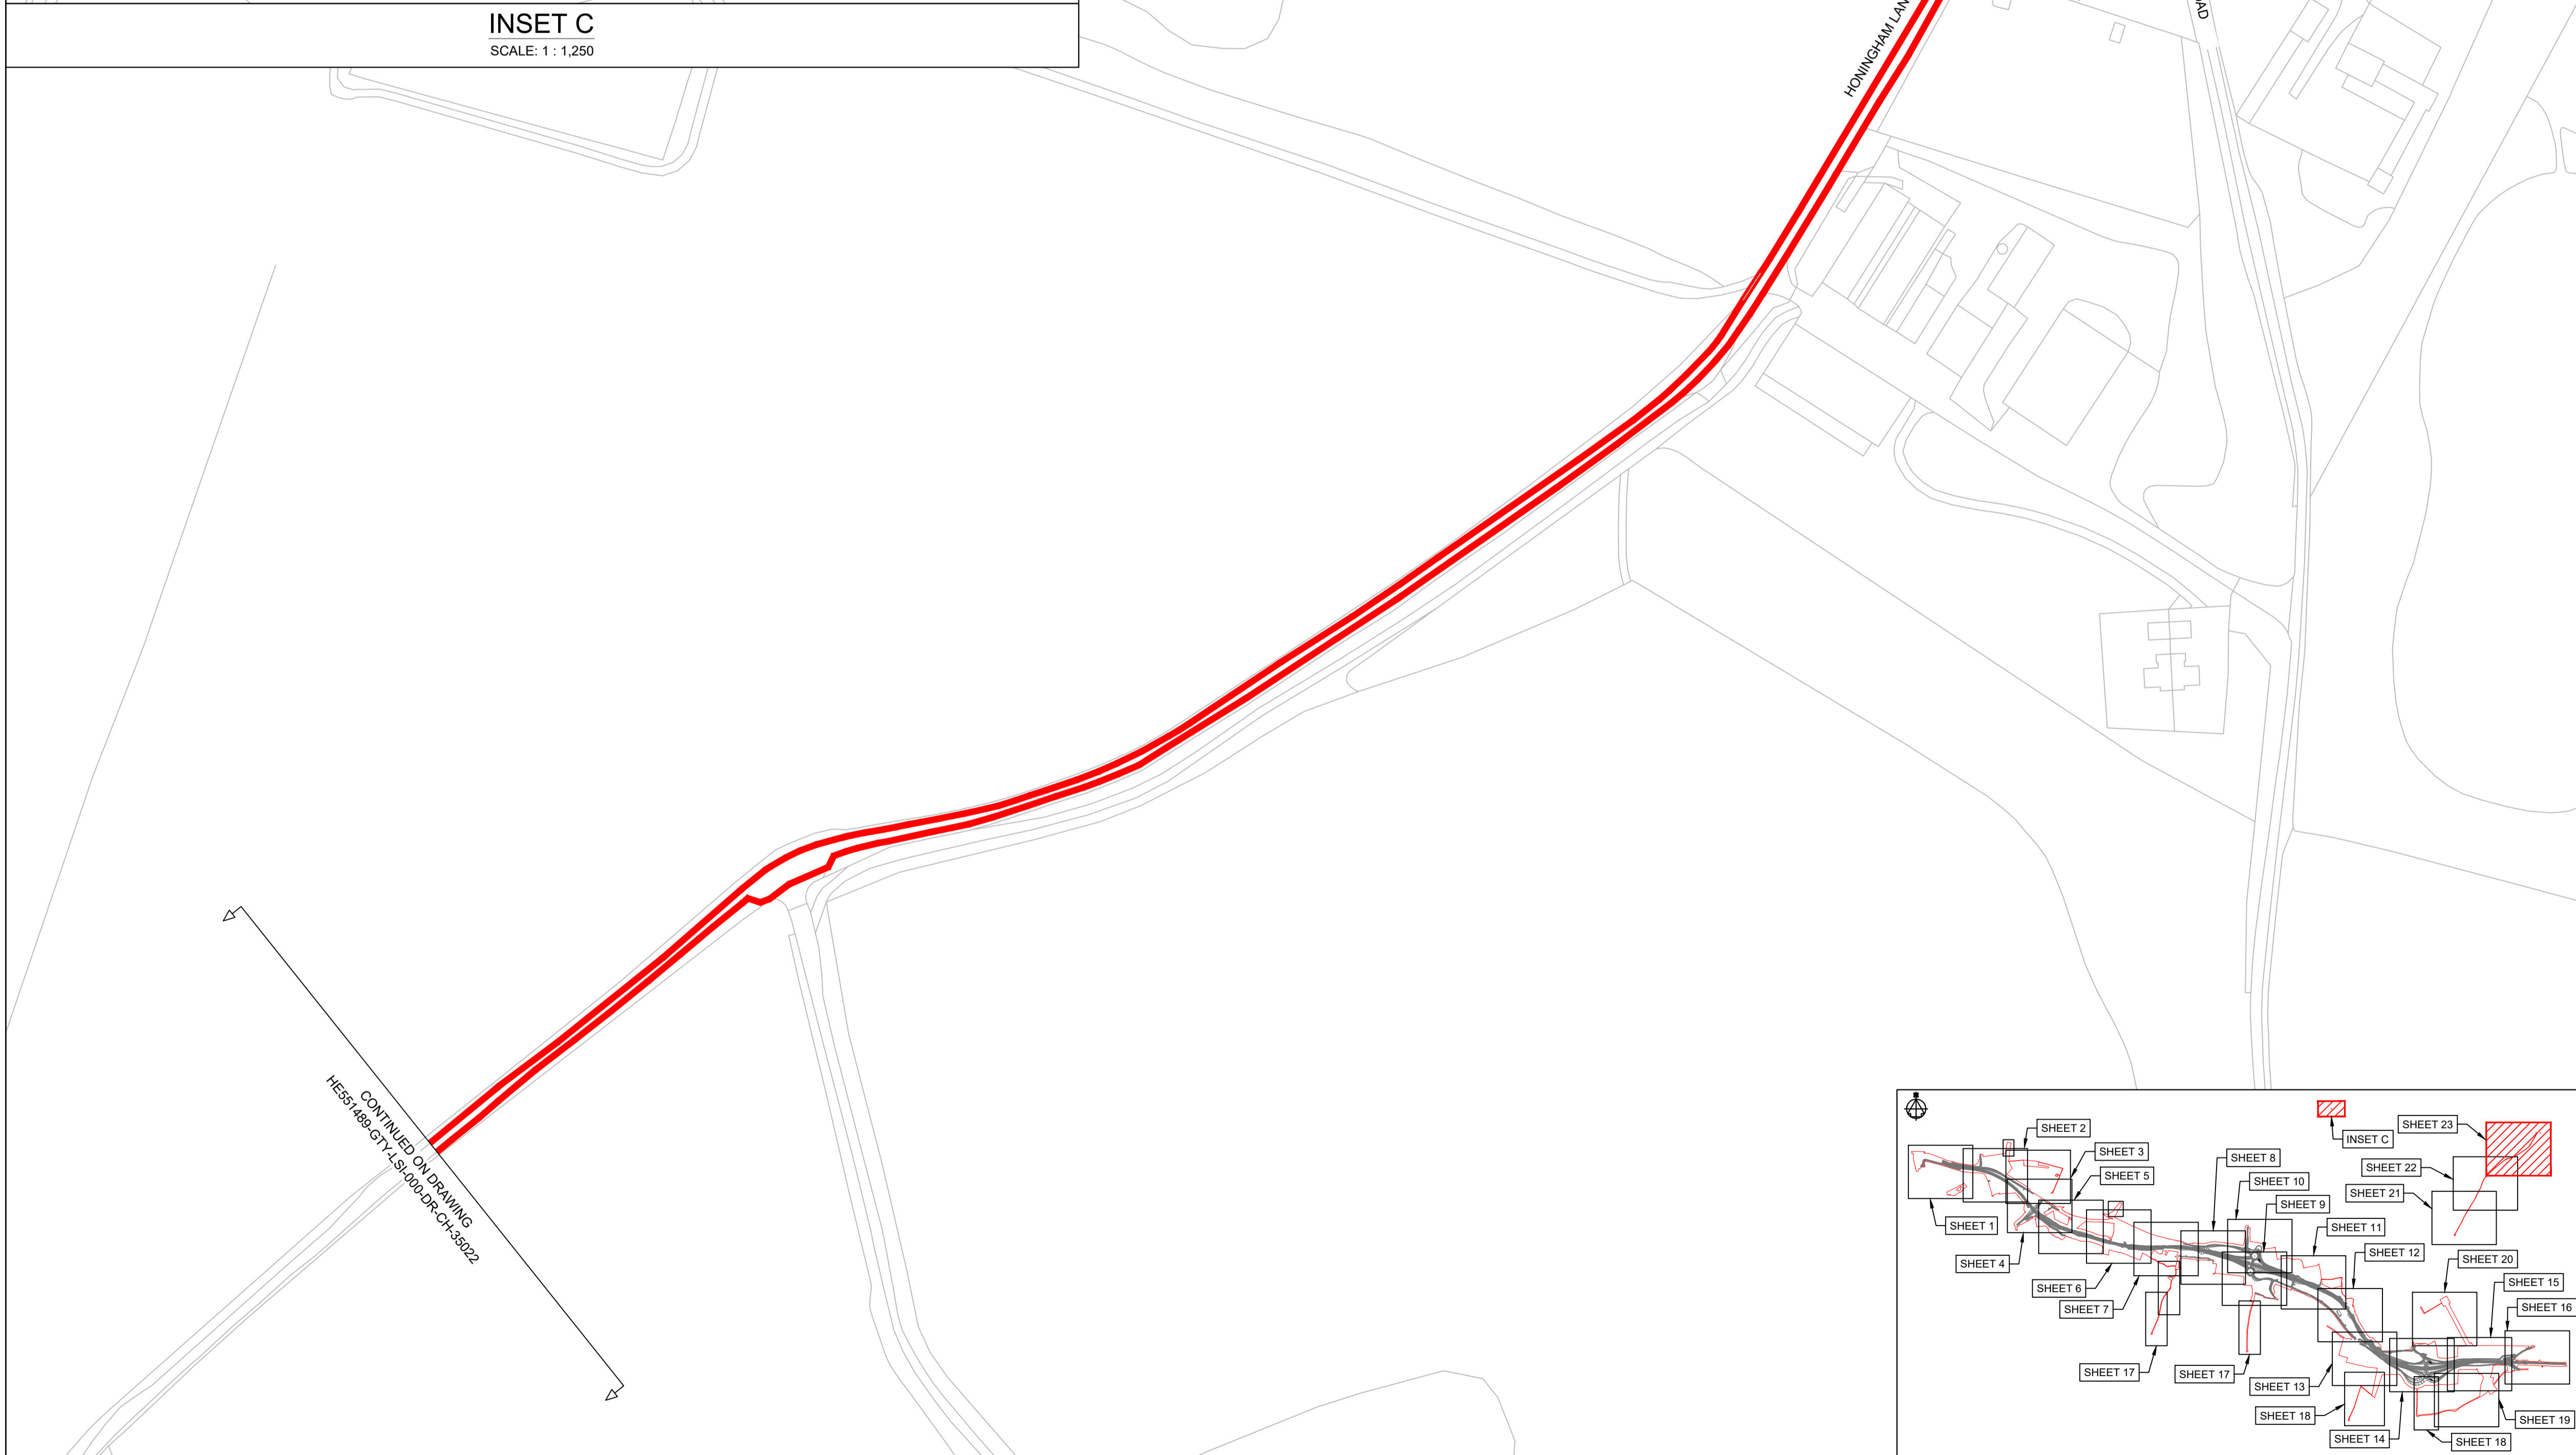 INSET C
SCALE: 1 : 1,250
HONINGHAM LAN
CONTINUED ON DRAWING
HE551489-GTY-LSI-000-DR-CH-35022
SHEET 2
SHEET 3
SHEET 5
SHEET 1
SHEET 4
SHEET 6
SHEET 7
SHEET 17
SHEET 17
SHEET 8
SHEET 10
SHEET 9
SHEET 11
SHEET 12
INSET C
SHEET 23
SHEET 22
SHEET 21
SHEET 20
SHEET 15
SHEET 16
SHEET 13
SHEET 18
SHEET 14
SHEET 18
SHEET 19